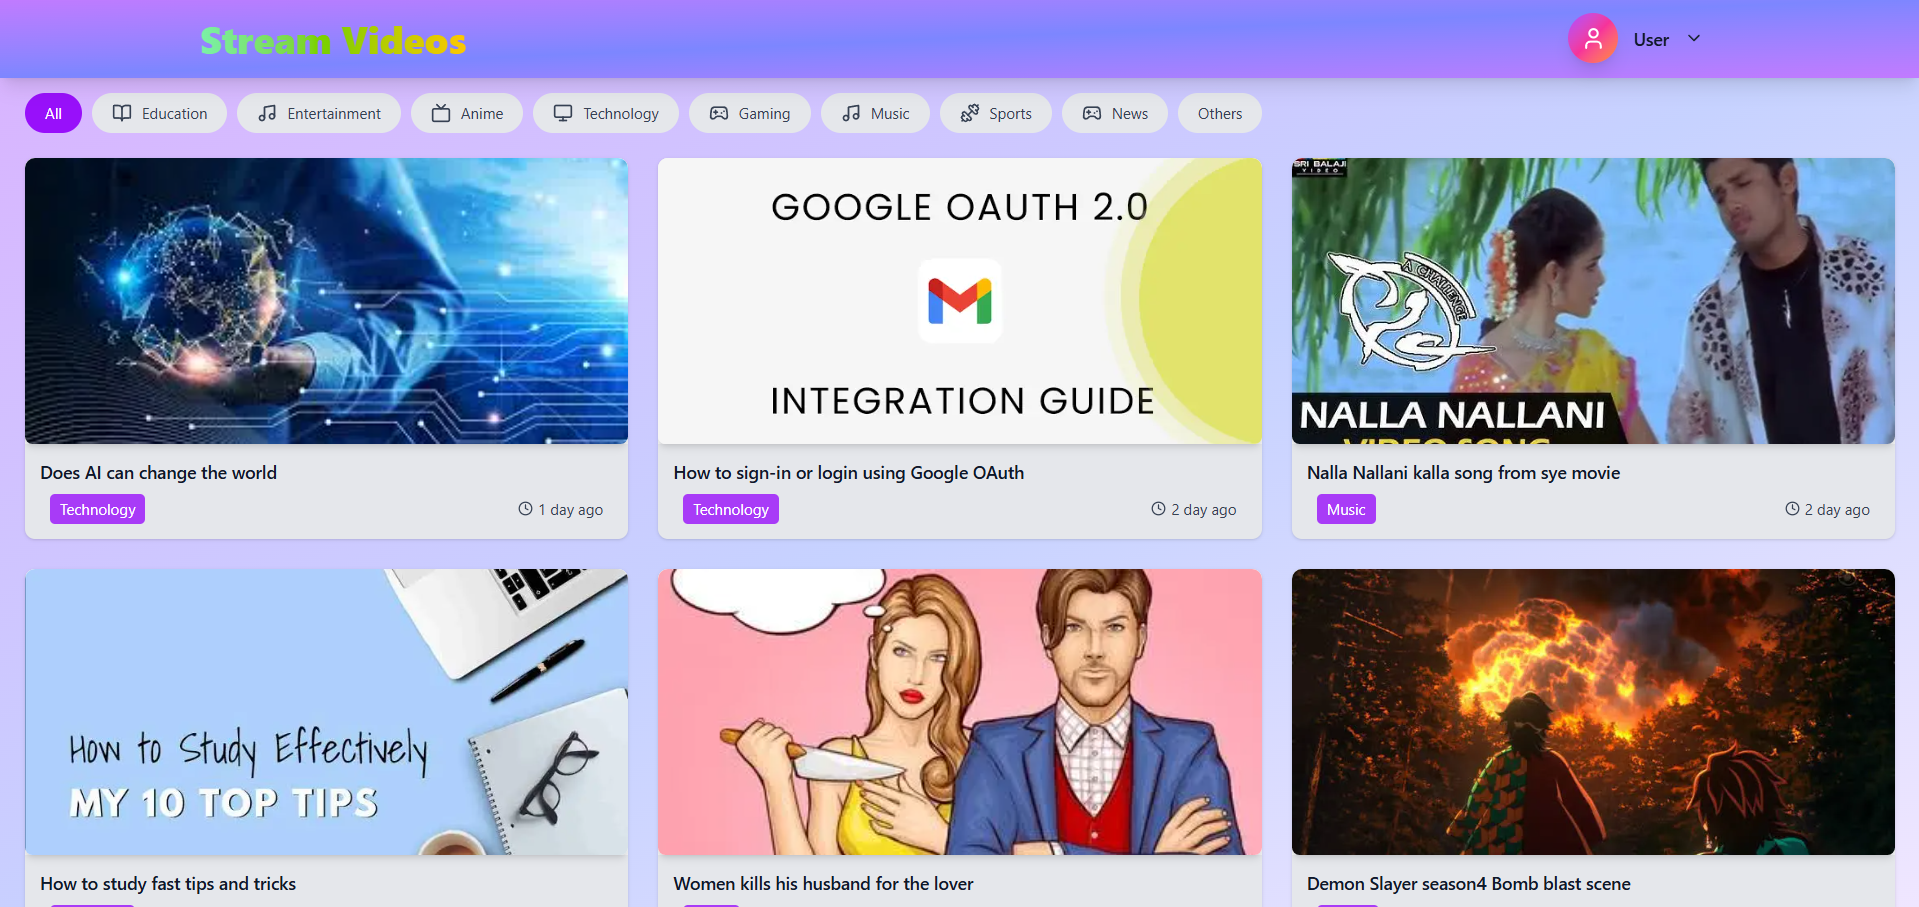 Stream Videos
User
All
Education
Entertainment
Anime
Technology
Gaming
Music
Sports
News
Others
GOOGLE OAUTH 2.0
INTEGRATION GUIDE
SRI BALAJI
VIDEO
A CHALLENGE
NALLA NALLANI
VIDEO SONG
Does AI can change the world
Technology
1 day ago
How to sign-in or login using Google OAuth
Technology
2 day ago
Nalla Nallani kalla song from sye movie
Music
2 day ago
How to Study Effectively
MY 10 TOP TIPS
How to study fast tips and tricks
Women kills his husband for the lover
Demon Slayer season4 Bomb blast scene